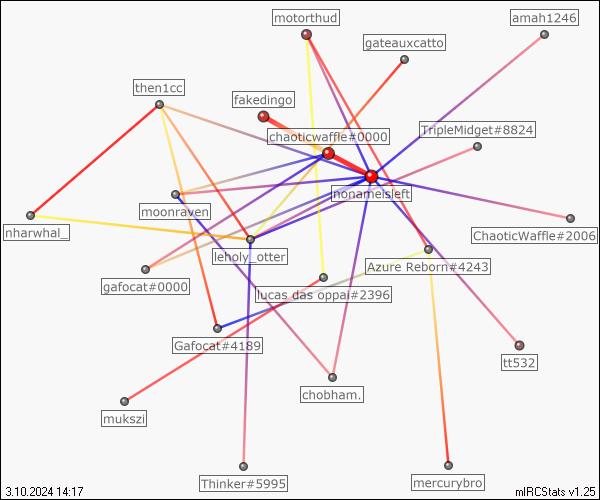 motorthud
amah1246
gateauxcatto
then1cc
fakedingo
TripleMidget#8824
chaoticwaffle#0000
nonameisleft
moonraven
nharwhal_
ChaoticWaffle#2006
leholy_otter
Azure Reborn#4243
gafocat#0000
lucas das oppai#2396
Gafocat#4189
tt532
chobham.
mukszi
Thinker#5995
mercurybro
3.10.2024 14:17
mIRCStats v1.25